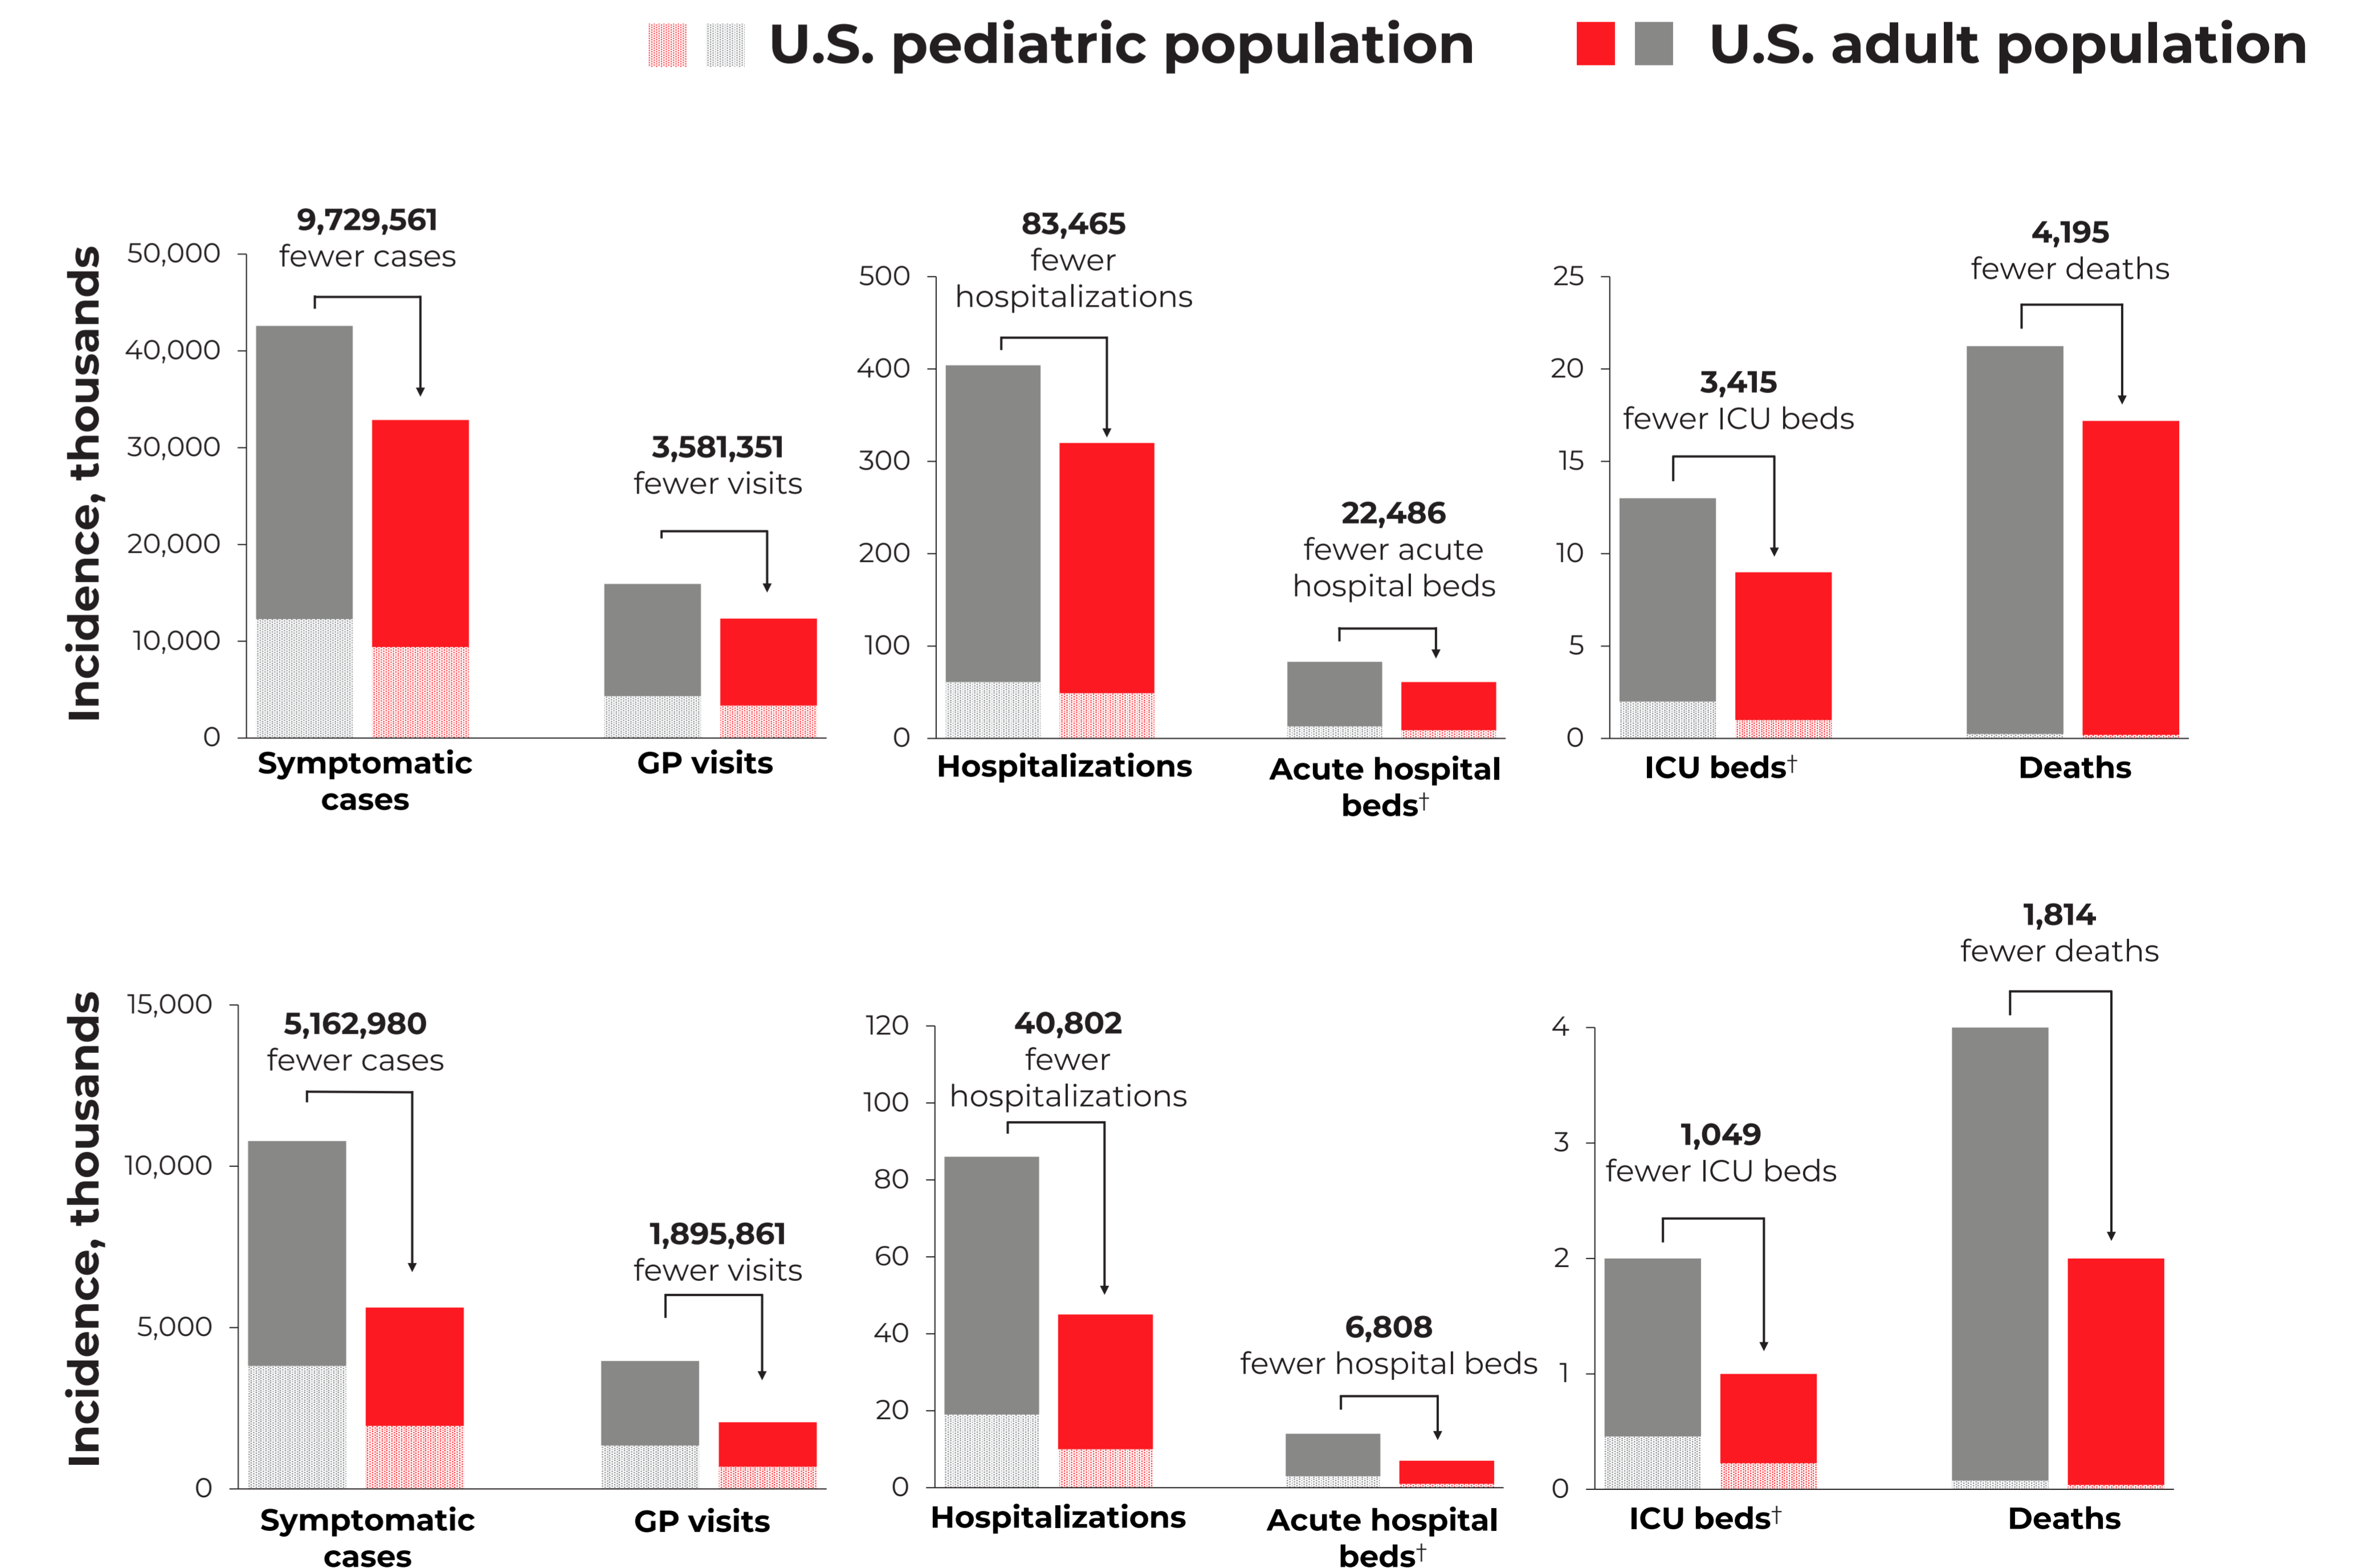 U.S. pediatric population
U.S. adult population
Incidence, thousands
9,729,561
fewer cases
50,000
40,000
30,000
20,000
10,000
0
3,581,351
fewer visits
Symptomatic
cases
GP visits
83,465
fewer
hospitalizations
500
400
300
200
100
0
22,486
fewer acute
hospital beds
Hospitalizations
Acute hospital
beds†
25
20
15
10
5
0
3,415
fewer ICU beds
4,195
fewer deaths
ICU beds†
Deaths
Incidence, thousands
15,000
10,000
5,000
0
5,162,980
fewer cases
1,895,861
fewer visits
Symptomatic
cases
GP visits
120
100
80
60
40
20
0
40,802
fewer
hospitalizations
6,808
fewer hospital beds
Hospitalizations
Acute hospital
beds†
4
3
2
1
0
1,049
fewer ICU beds
1,814
fewer deaths
ICU beds†
Deaths